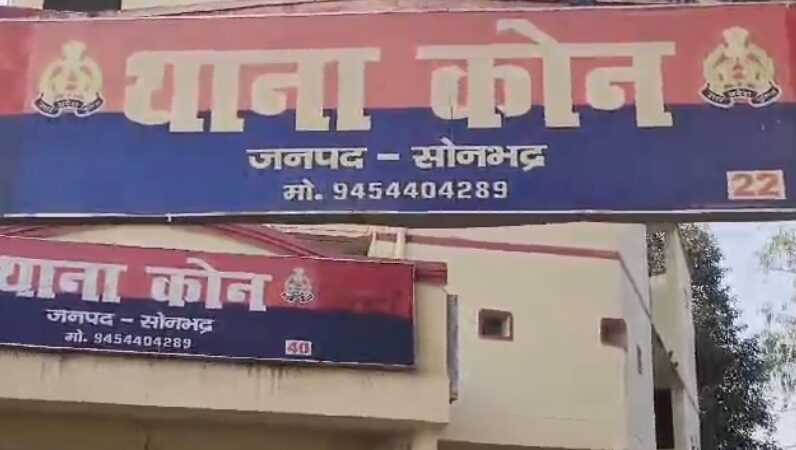 थाना कोन
जनपद – सोनभद्र
मो. 9454404289
22
थाना कोन
जनपद – सोनभद्र
मो. 9454404289
40